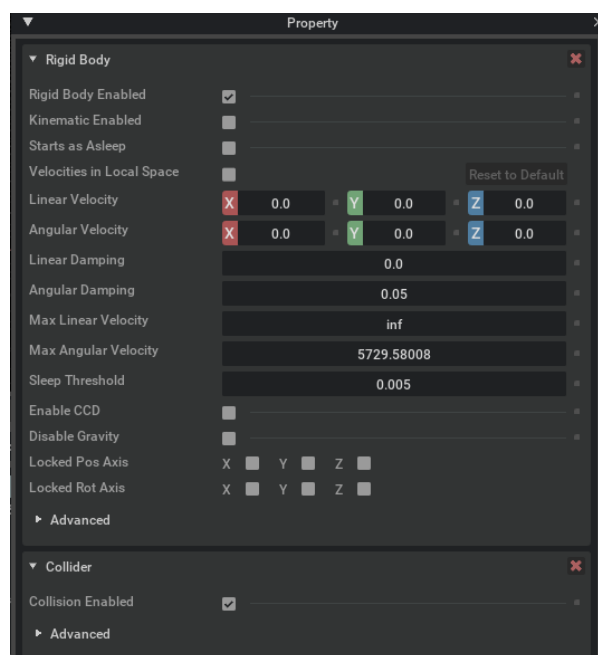 Property
Rigid Body
Rigid Body Enabled
Kinematic Enabled
Starts as Asleep
Velocities in Local Space Reset to Default
Linear Velocity X 0.0 Y 0.0 Z 0.0
Angular Velocity X 0.0 Y 0.0 Z 0.0
Linear Damping 0.0
Angular Damping 0.05
Max Linear Velocity inf
Max Angular Velocity 5729.58008
Sleep Threshold 0.005
Enable CCD
Disable Gravity
Locked Pos Axis X Y Z
Locked Rot Axis X Y Z
Advanced
Collider
Collision Enabled
Advanced